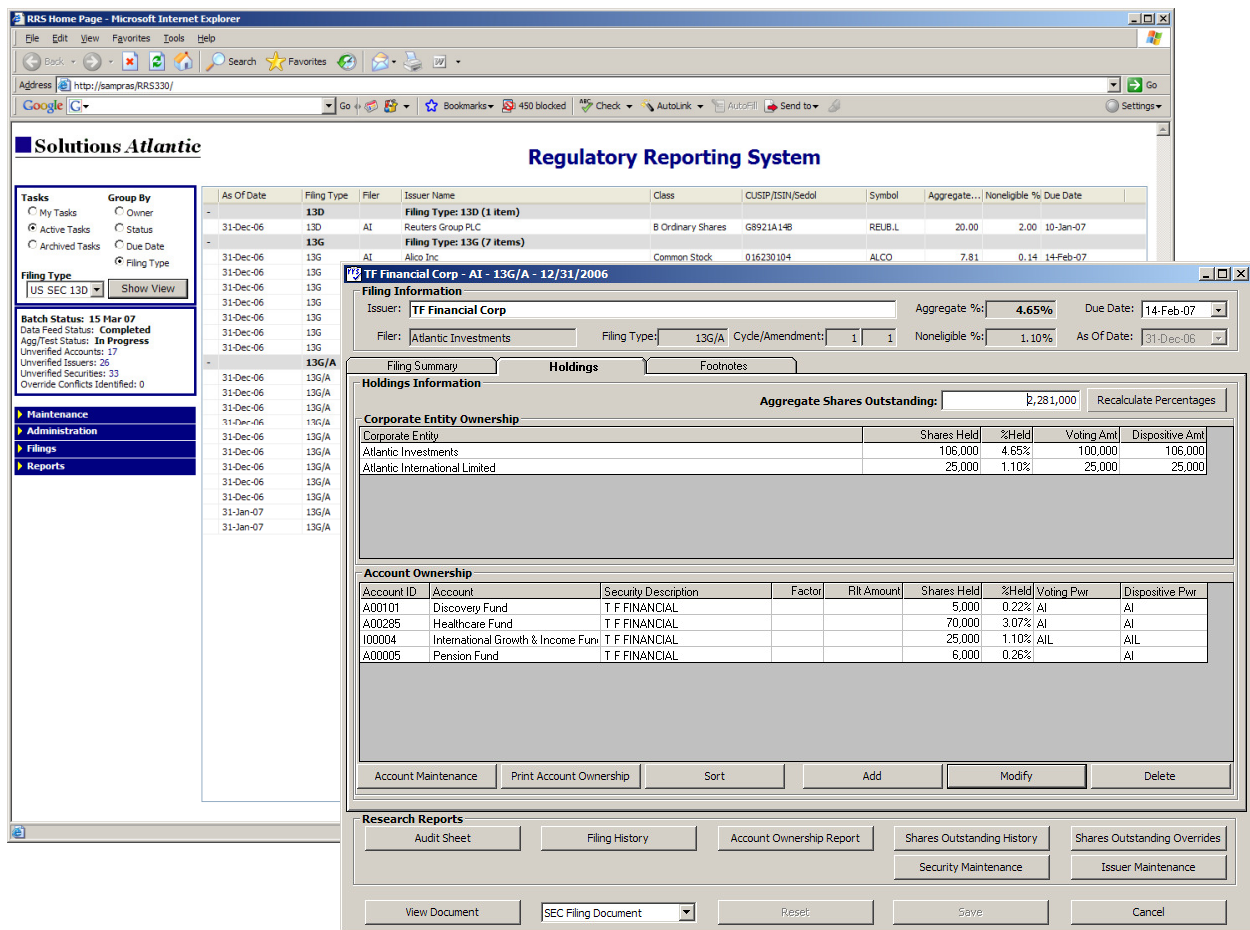 RRS Home Page - Microsoft Internet Explorer
File Edit View Favorites Tools Help
Back Search Favorites
Address http://sampras/RRS330/ Go
Google G Go Bookmarks 450 blocked ABC Check AutoLink AutoFill Send to Settings
Solutions Atlantic
Regulatory Reporting System
Tasks Group By
My Tasks Owner
Active Tasks Status
Archived Tasks Due Date
Filing Type
Filing Type
US SEC 13D Show View
Batch Status: 15 Mar 07
Data Feed Status: Completed
Agg/Test Status: In Progress
Unverified Accounts: 17
Unverified Issuers: 26
Unverified Securities: 33
Override Conflicts Identified: 0
Maintenance
Administration
Filings
Reports
As Of Date Filing Type Filer Issuer Name Class CUSIP/ISIN/Sedol Symbol Aggregate... Noneligible % Due Date
- 13D Filing Type: 13D (1 item)
31-Dec-06 13D AI Reuters Group PLC B Ordinary Shares G8921A14B REUB.L 20.00 2.00 10-Jan-07
- 13G Filing Type: 13G (7 items)
31-Dec-06 13G AI Alico Inc Common Stock 016230104 ALCO 7.81 0.14 14-Feb-07
31-Dec-06 13G
31-Dec-06 13G
31-Dec-06 13G
31-Dec-06 13G
31-Dec-06 13G
31-Dec-06 13G
- 13G/A
31-Dec-06 13G/A
31-Dec-06 13G/A
31-Dec-06 13G/A
31-Dec-06 13G/A
31-Dec-06 13G/A
31-Dec-06 13G/A
31-Dec-06 13G/A
31-Dec-06 13G/A
31-Dec-06 13G/A
31-Jan-07 13G/A
31-Jan-07 13G/A
TF Financial Corp - AI - 13G/A - 12/31/2006
Filing Information
Issuer: TF Financial Corp Aggregate %: 4.65% Due Date: 14-Feb-07
Filer: Atlantic Investments Filing Type: 13G/A Cycle/Amendment: 1 1 Noneligible %: 1.10% As Of Date: 31-Dec-06
Filing Summary Holdings Footnotes
Holdings Information
Aggregate Shares Outstanding: 2,281,000 Recalculate Percentages
Corporate Entity Ownership
Corporate Entity Shares Held %Held Voting Amt Dispositive Amt
Atlantic Investments 106,000 4.65% 100,000 106,000
Atlantic International Limited 25,000 1.10% 25,000 25,000
Account Ownership
Account ID Account Security Description Factor Rlt Amount Shares Held %Held Voting Pwr Dispositive Pwr
A00101 Discovery Fund T F FINANCIAL 5,000 0.22% AI AI
A00285 Healthcare Fund T F FINANCIAL 70,000 3.07% AI AI
I00004 International Growth & Income Fun T F FINANCIAL 25,000 1.10% AIL AIL
A00005 Pension Fund T F FINANCIAL 6,000 0.26% AI
Account Maintenance Print Account Ownership Sort Add Modify Delete
Research Reports
Audit Sheet Filing History Account Ownership Report Shares Outstanding History Shares Outstanding Overrides
Security Maintenance Issuer Maintenance
View Document SEC Filing Document Reset Save Cancel